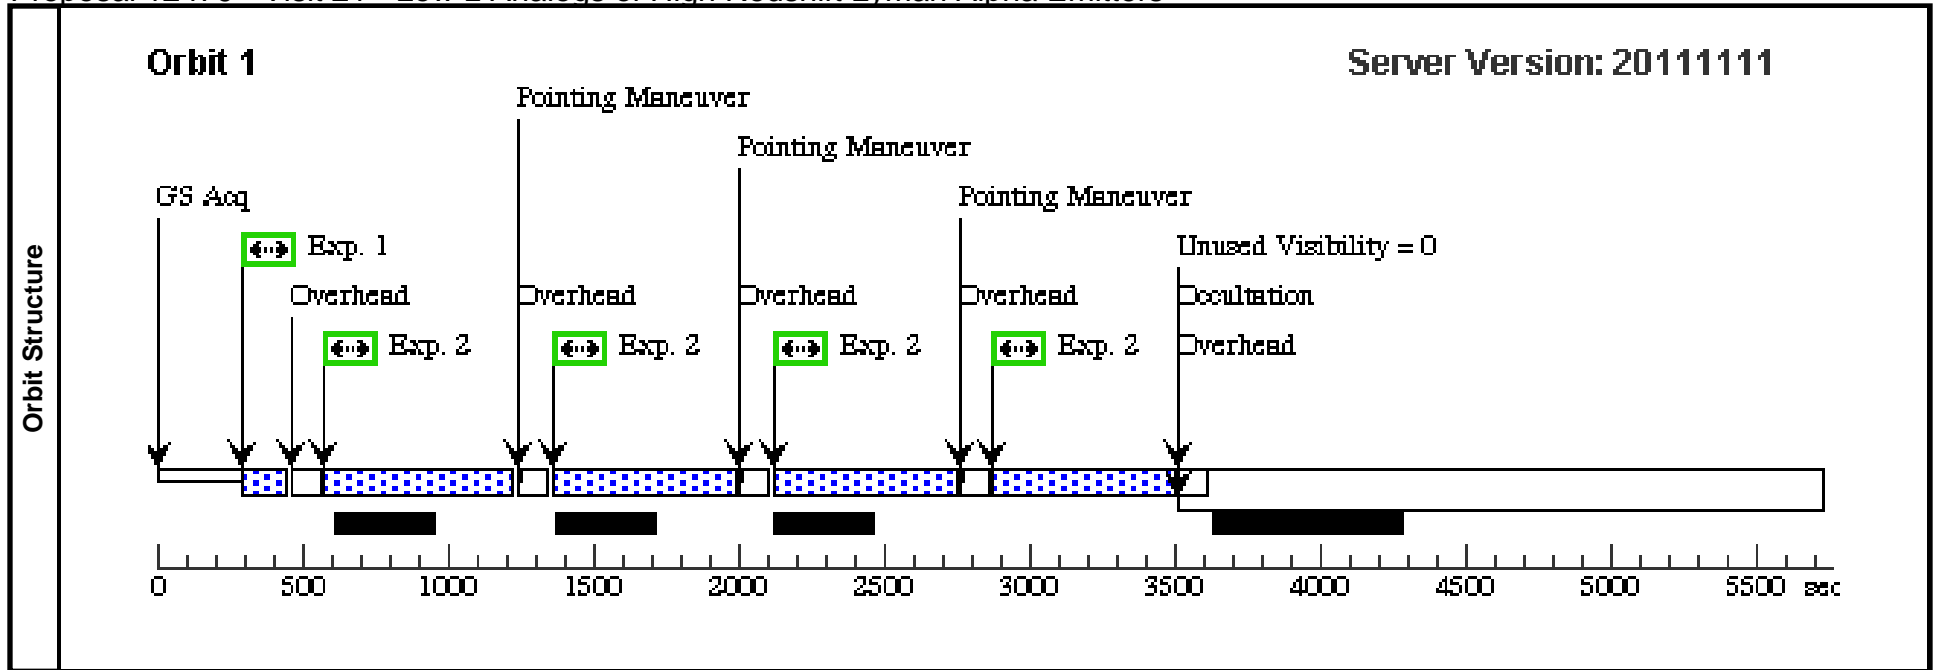 Orbit Structure
Orbit 1
Server Version: 20111111
Pointing Maneuver
Pointing Maneuver
GS Acq
Pointing Maneuver
Exp. 1
Unused Visibility = 0
Overhead
Overhead
Overhead
Overhead
Occultation
Exp. 2
Exp. 2
Exp. 2
Exp. 2
Overhead
0 500 1000 1500 2000 2500 3000 3500 4000 4500 5000 5500 sec